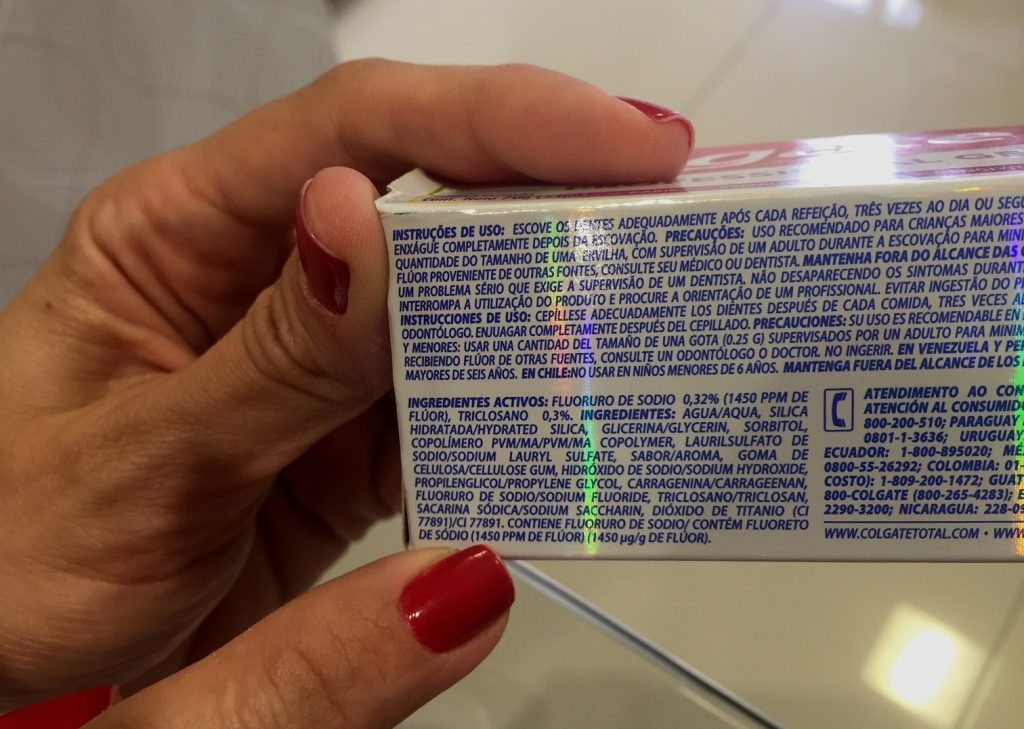 INSTRUÇÕES DE USO: ESCOVE OS DENTES ADEQUADAMENTE APÓS CADA REFEIÇÃO, TRÊS VEZES AO DIA OU
ENXÁGUE COMPLETAMENTE DEPOIS DA ESCOVAÇÃO. PRECAUÇÕES: USO RECOMENDADO PARA CRIANÇAS MAIORES
QUANTIDADE DO TAMANHO DE UMA ERVILHA, COM SUPERVISÃO DE UM ADULTO DURANTE A ESCOVAÇÃO PARA
FLÚOR PROVENIENTE DE OUTRAS FONTES, CONSULTE SEU MÉDICO OU DENTISTA. MANTENHA FORA DO ALCANCE DAS
UM PROBLEMA SÉRIO QUE EXIGE A SUPERVISÃO DE UM DENTISTA. NÃO DESAPARECENDO OS SINTOMAS
INTERROMPA A UTILIZAÇÃO DO PRODUTO E PROCURE A ORIENTAÇÃO DE UM PROFISSIONAL. EVITAR INGESTÃO DO
INSTRUCCIONES DE USO: CEPÍLLESE ADECUADAMENTE LOS DIENTES DESPUÉS DE CADA COMIDA, TRES VECES
ODONTÓLOGO. ENJUAGAR COMPLETAMENTE DESPUÉS DEL CEPILLADO. PRECAUCIONES: SU USO ES RECOMENDABLE EN
Y MENORES: USAR UNA CANTIDAD DEL TAMAÑO DE UNA GOTA (0.25 G) SUPERVISADOS POR UN ADULTO PARA
RECIBIENDO FLÚOR DE OTRAS FUENTES, CONSULTE UN ODONTÓLOGO O DOCTOR. NO INGERIR. EN VENEZUELA Y
MAYORES DE SEIS AÑOS. EN CHILE:NO USAR EN NIÑOS MENORES DE 6 AÑOS. MANTENGA FUERA DEL ALCANCE DE LOS
INGREDIENTES ACTIVOS: FLUORURO DE SODIO 0,32% (1450 PPM DE
FLÚOR), TRICLOSANO 0,3%. INGREDIENTES: AGUA/AQUA, SILICA
HIDRATADA/HYDRATED SILICA, GLICERINA/GLYCERIN, SORBITOL,
COPOLÍMERO PVM/MA/PVM/MA COPOLYMER, LAURILSULFATO DE
SODIO/SODIUM LAURYL SULFATE, SABOR/AROMA, GOMA DE
CELULOSA/CELLULOSE GUM, HIDRÓXIDO DE SODIO/SODIUM HYDROXIDE,
PROPILENGLICOL/PROPYLENE GLYCOL, CARRAGENINA/CARRAGEENAN,
FLUORURO DE SODIO/SODIUM FLUORIDE, TRICLOSANO/TRICLOSAN,
SACARINA SÓDICA/SODIUM SACCHARIN, DIÓXIDO DE TITANIO (CI
77891)/CI 77891. CONTIENE FLUORURO DE SODIO/ CONTÉM FLUORETO
DE SÓDIO (1450 PPM DE FLÚOR) (1450 µg/g DE FLÚOR).
ATENDIMENTO AO
ATENCIÓN AL
800-200-510; PARAGUAY
0801-1-3636; URUGUAY
ECUADOR: 1-800-895020;
0800-55-26292; COLOMBIA:
COSTO): 1-809-200-1472;
800-COLGATE (800-265-4283);
2290-3200; NICARAGUA:
WWW.COLGATETOTAL.COM •